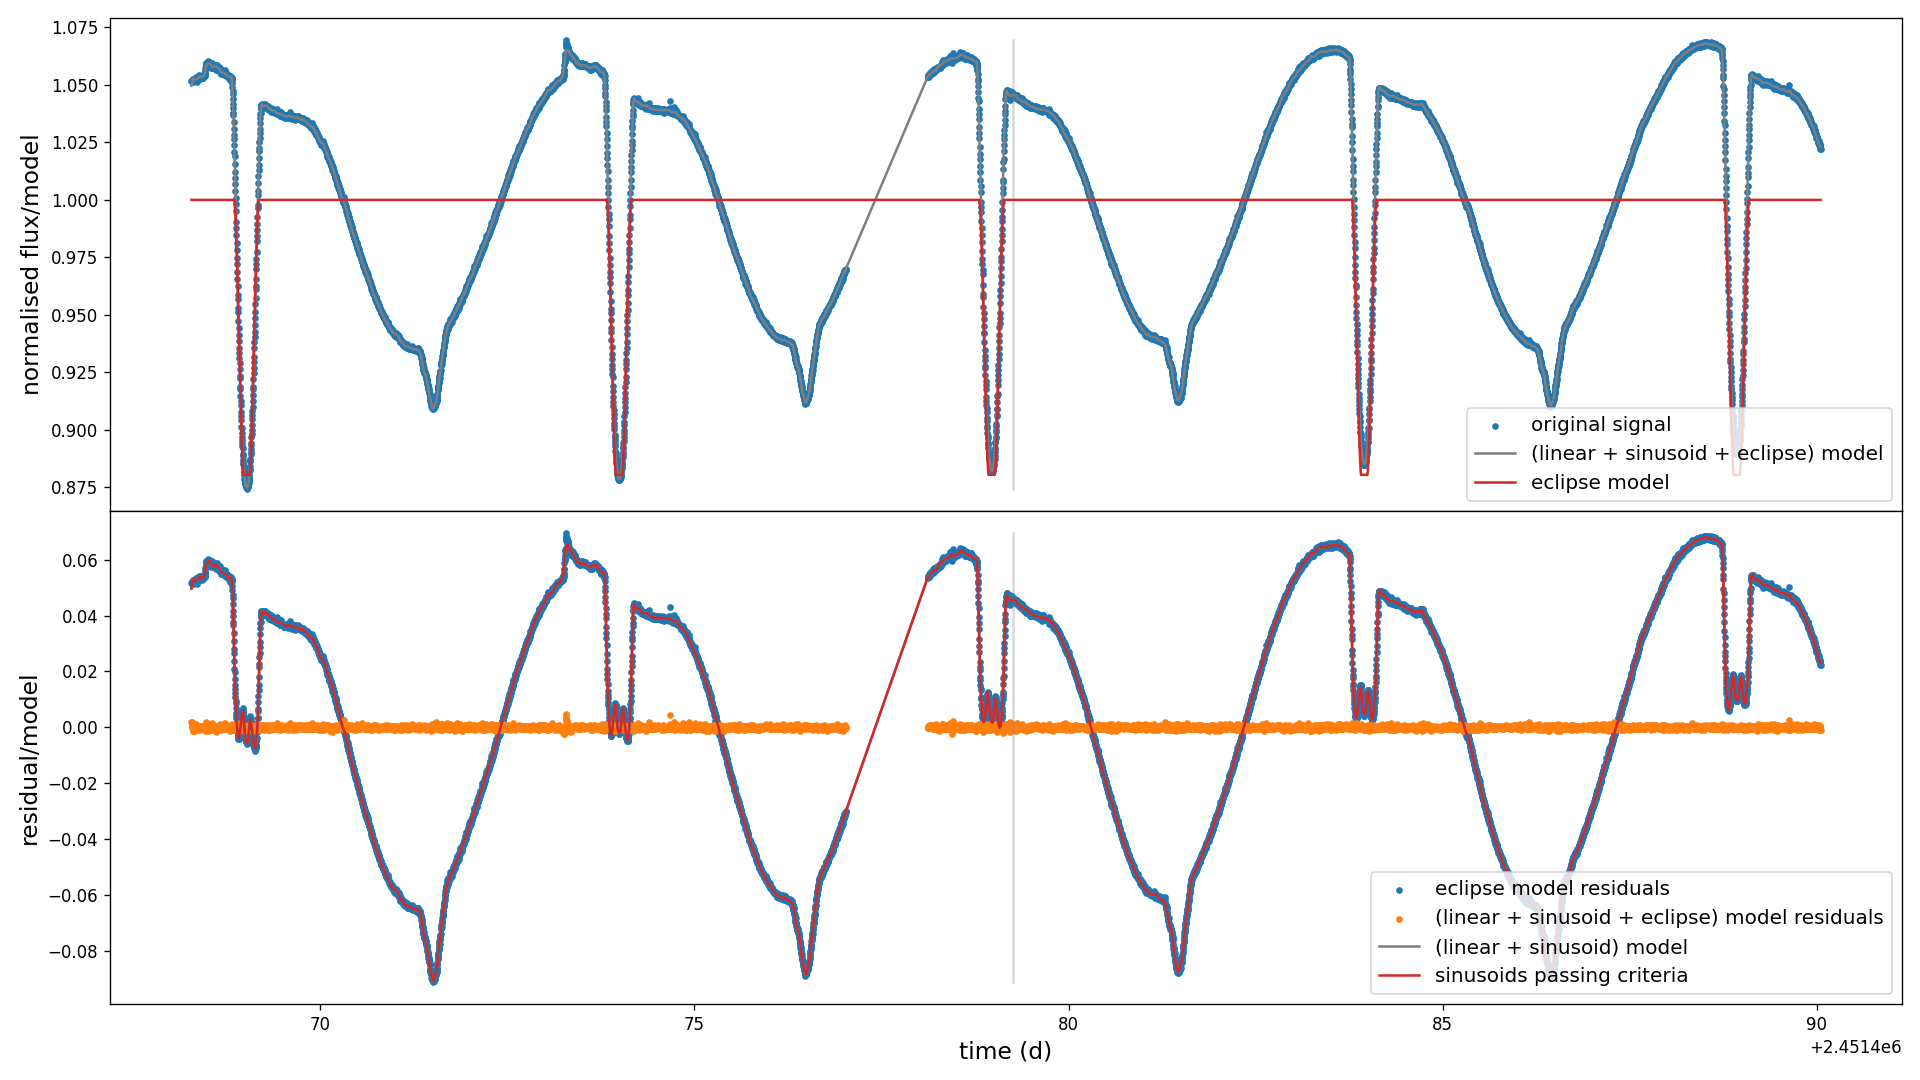 1.075
1.050
1.025
1.000
0.975
0.950
0.925
0.900
0.875
normalised flux/model
original signal
(linear + sinusoid + eclipse) model
eclipse model
0.06
0.04
0.02
0.00
−0.02
−0.04
−0.06
−0.08
residual/model
eclipse model residuals
(linear + sinusoid + eclipse) model residuals
(linear + sinusoid) model
sinusoids passing criteria
70
75
80
85
90
time (d)
+2.4514e6